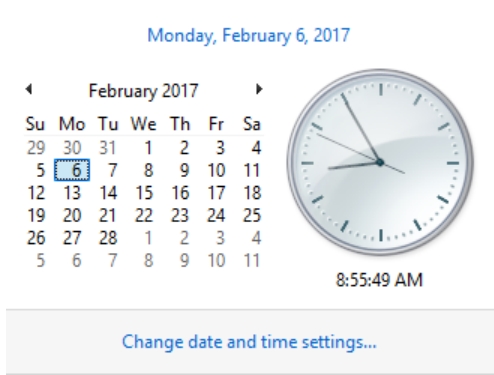 Monday, February 6, 2017
February 2017
Su Mo Tu We Th Fr Sa
29 30 31 1 2 3 4
5 6 7 8 9 10 11
12 13 14 15 16 17 18
19 20 21 22 23 24 25
26 27 28 1 2 3 4
5 6 7 8 9 10 11
8:55:49 AM
Change date and time settings...